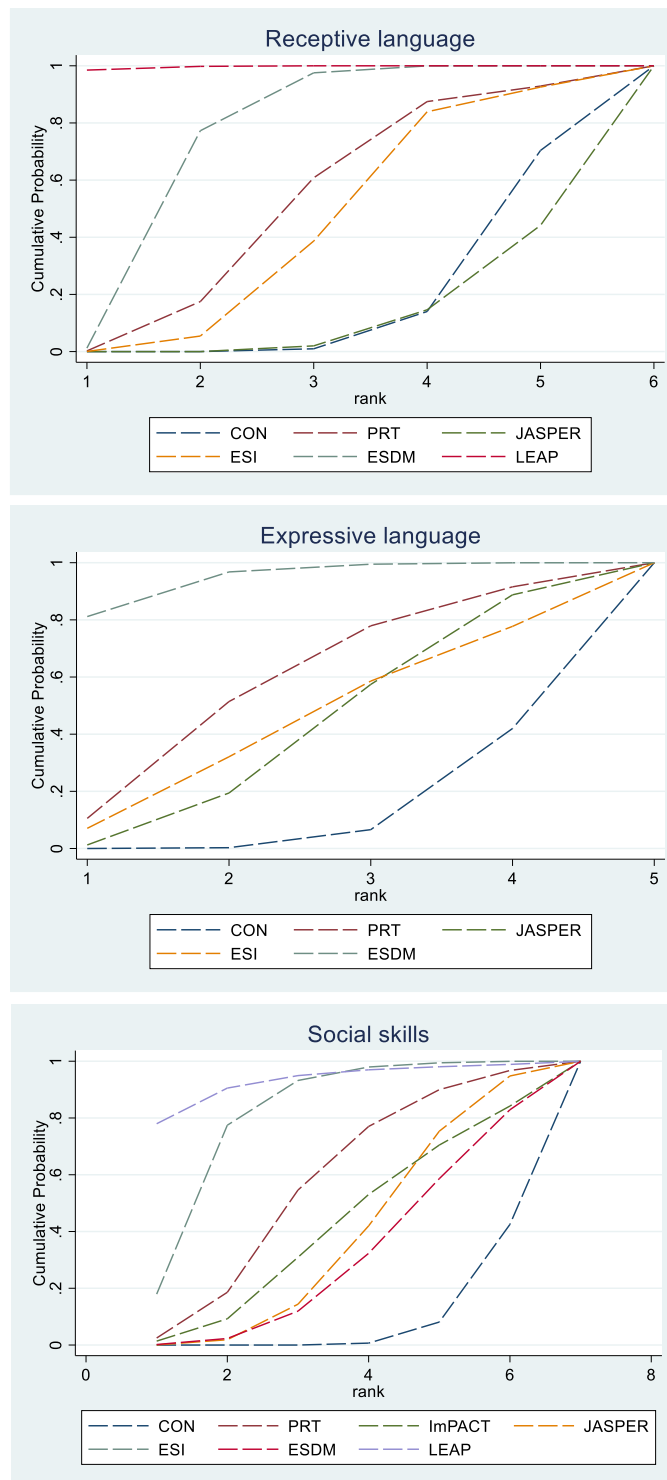 Receptive language
Cumulative Probability
0 .2 .4 .6 .8 1
1 2 3 4 5 6
rank
CON PRT JASPER
ESI ESDM LEAP
Expressive language
Cumulative Probability
0 .2 .4 .6 .8 1
1 2 3 4 5
rank
CON PRT JASPER
ESI ESDM
Social skills
Cumulative Probability
0 .2 .4 .6 .8 1
0 2 4 6 8
rank
CON PRT ImPACT JASPER
ESI ESDM LEAP